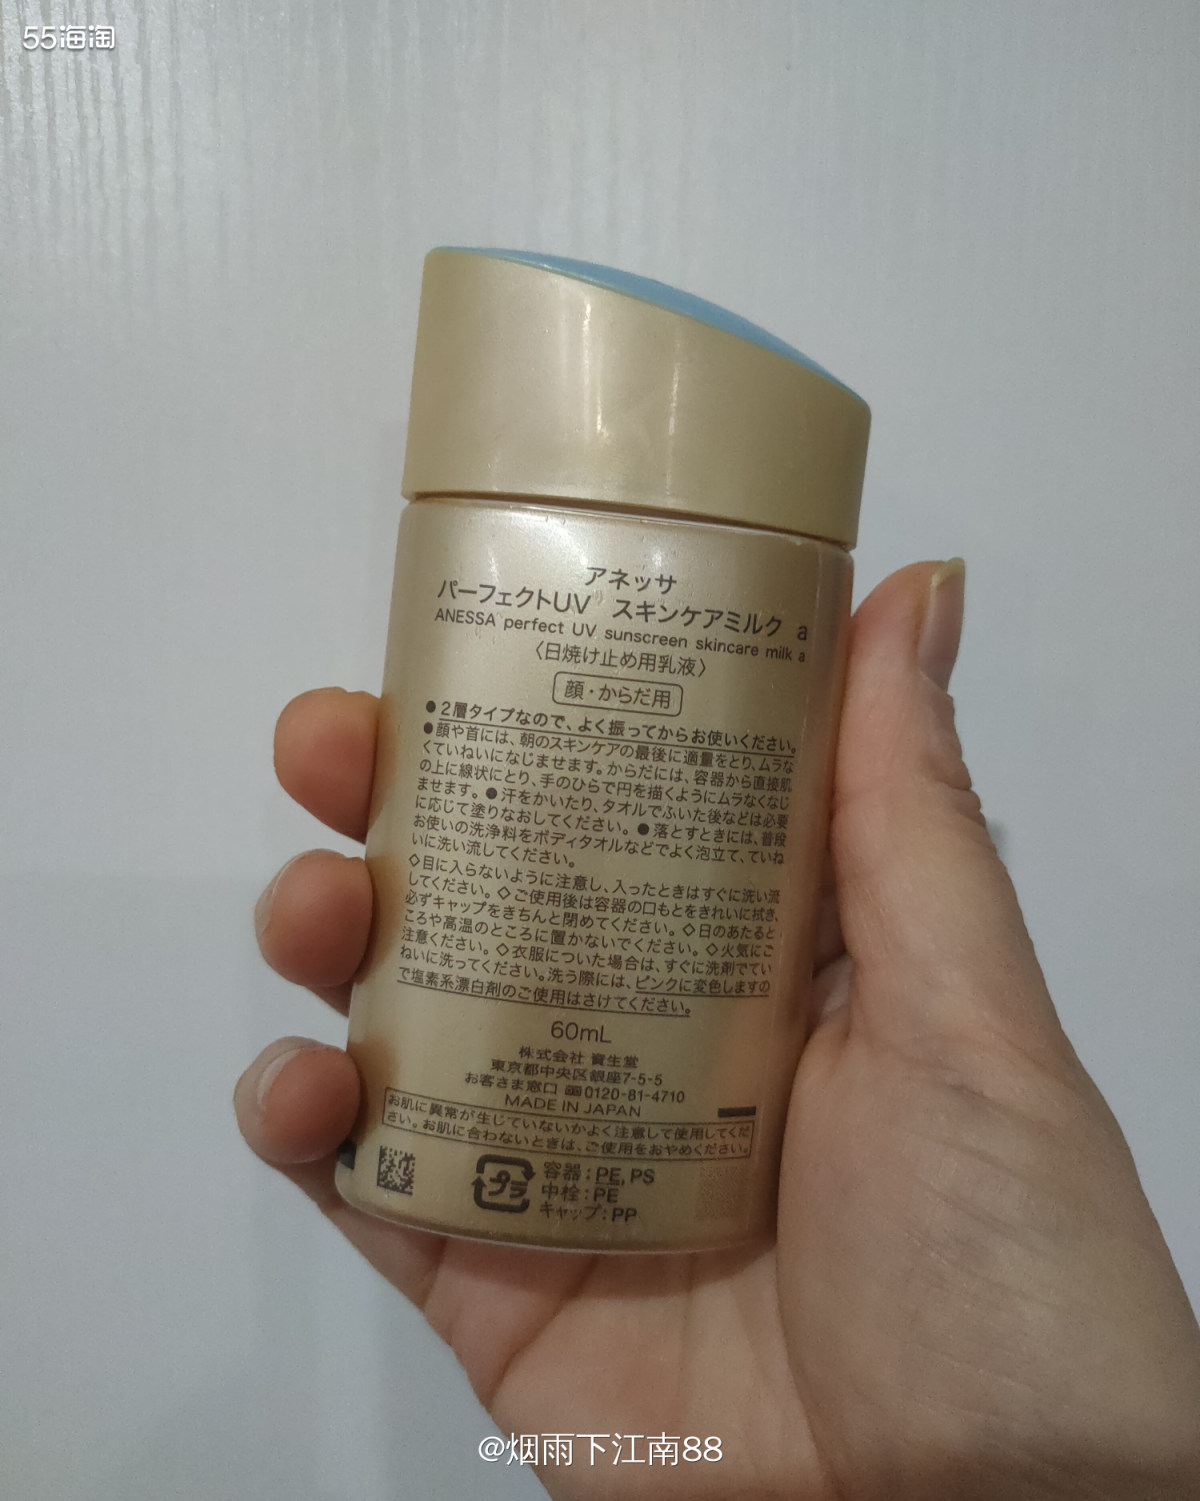 55海淘
アネッサ
パーフェクトUV スキンケアミルク a
ANESSA perfect UV sunscreen skincare milk a
〈日焼け止め用乳液〉
顔・からだ用
●2層タイプなので、よく振ってからお使いください。
●顔や首には、朝のスキンケアの最後に適量をとり、ムラな
くていねいになじませます。からだには、容器から直接肌
の上に線状にとり、手のひらで円を描くようにムラなくなじ
ませます。●汗をかいたり、タオルでふいた後などは必要
に応じて塗りなおしてください。●落とすときには、普段
お使いの洗浄料をボディタオルなどでよく泡立て、ていね
いに洗い流してください。
◇目に入らないように注意し、入ったときはすぐに洗い流
してください。◇ご使用後は容器の口もとをきれいに拭き、
必ずキャップをきちんと閉めてください。◇日のあたると
ころや高温のところに置かないでください。◇火気にご
注意ください。◇衣服についた場合は、すぐに洗剤でてい
ねいに洗ってください。洗う際には、ピンクに変色しますの
で塩素系漂白剤のご使用はさけてください。
60mL
株式会社 資生堂
東京都中央区銀座7-5-5
お客さま窓口 0120-81-4710
MADE IN JAPAN
お肌に異常が生じていないかよく注意して使用してくだ
さい。お肌に合わないときは、ご使用をおやめください。
プラ
容器:PE, PS
中栓:PE
キャップ:PP
@烟雨下江南88